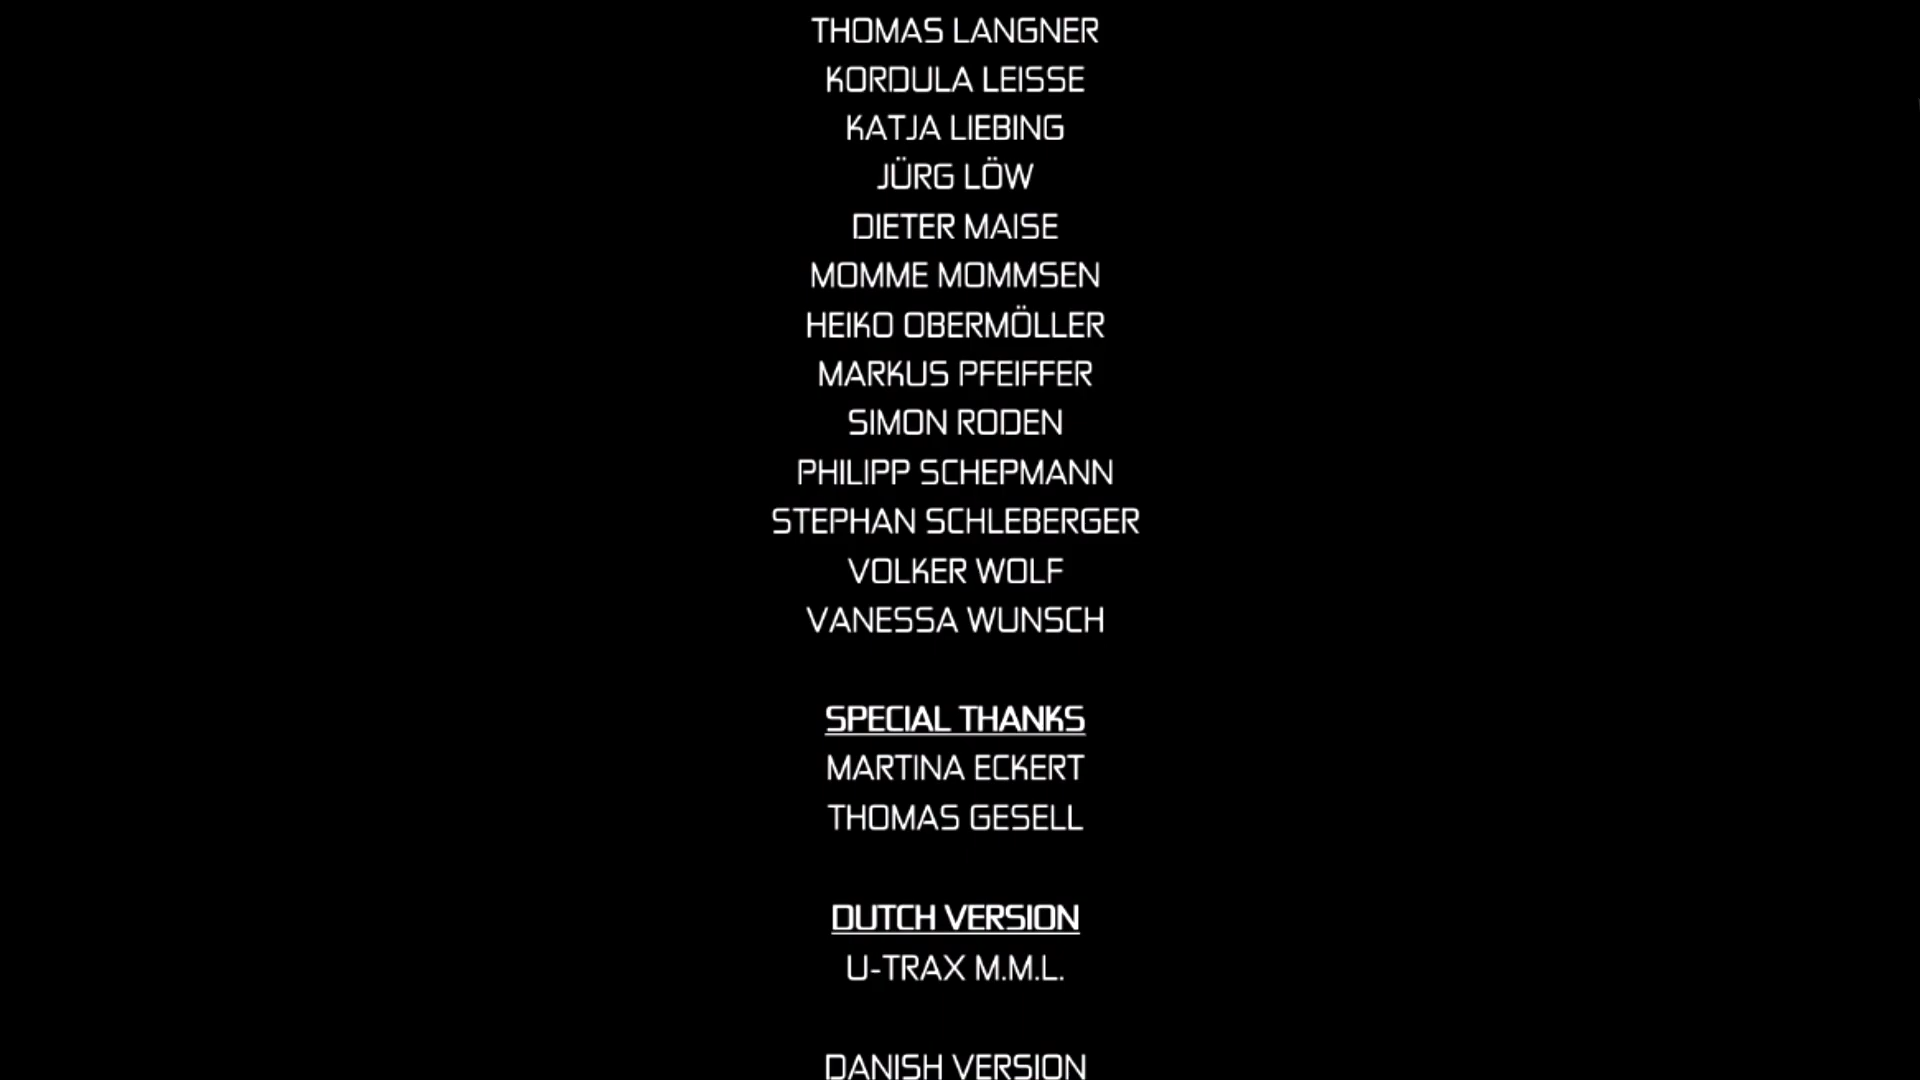 THOMAS LANGNER
KORDULA LEISSE
KATJA LIEBING
JÜRG LÖW
DIETER MAISE
MOMME MOMMSEN
HEIKO OBERMÖLLER
MARKUS PFEIFFER
SIMON RODEN
PHILIPP SCHEPMANN
STEPHAN SCHLEBERGER
VOLKER WOLF
VANESSA WUNSCH
SPECIAL THANKS
MARTINA ECKERT
THOMAS GESELL
DUTCH VERSION
U-TRAX M.M.L.
DANISH VERSION